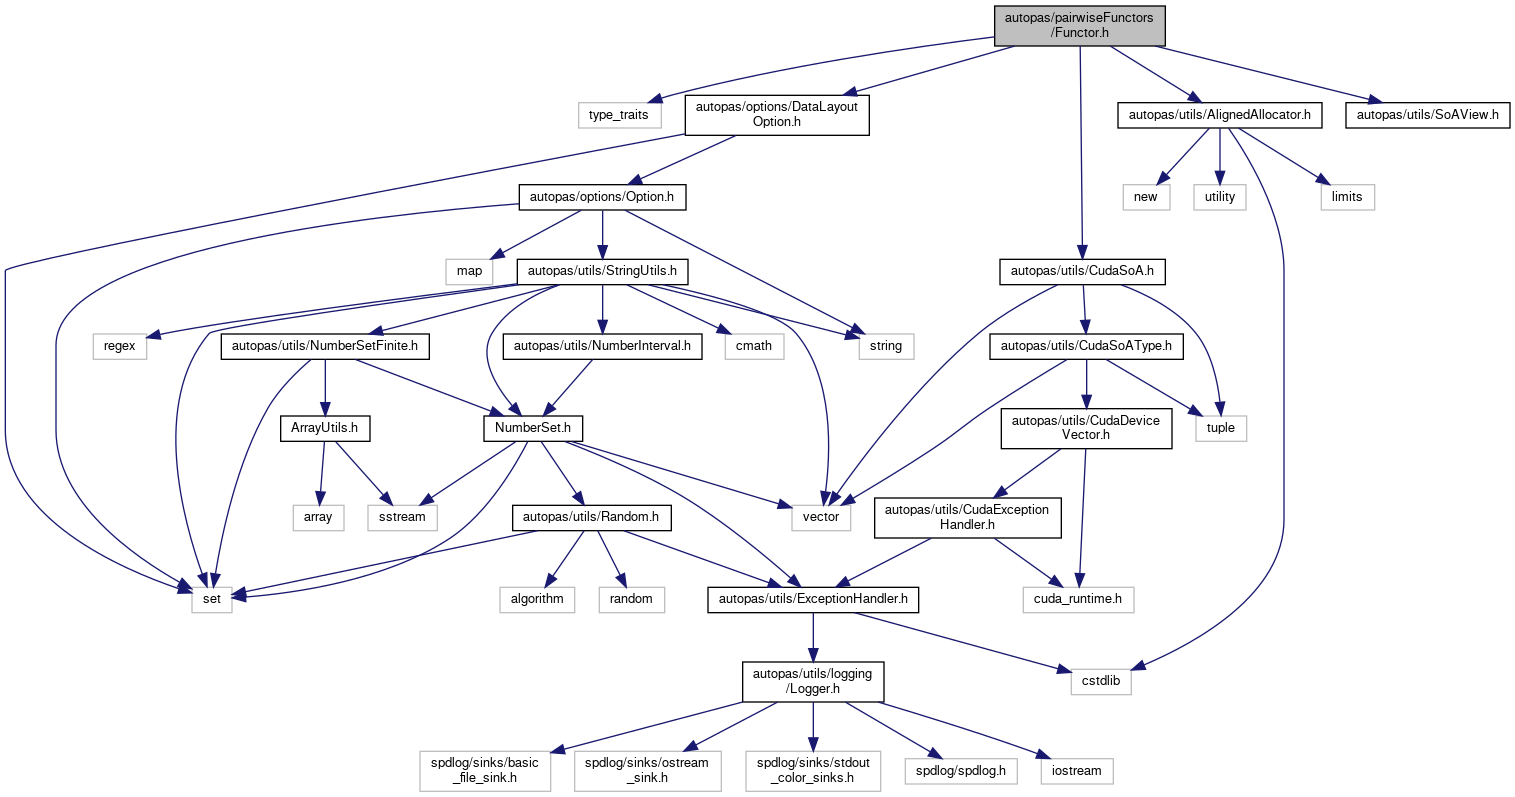 autopas/pairwiseFunctors
/Functor.h
type_traits
autopas/options/DataLayout
Option.h
autopas/utils/AlignedAllocator.h
autopas/utils/SoAView.h
autopas/options/Option.h
new
utility
limits
map
autopas/utils/StringUtils.h
autopas/utils/CudaSoA.h
regex
autopas/utils/NumberSetFinite.h
autopas/utils/NumberInterval.h
cmath
string
autopas/utils/CudaSoAType.h
ArrayUtils.h
NumberSet.h
autopas/utils/CudaDevice
Vector.h
tuple
array
sstream
autopas/utils/Random.h
vector
autopas/utils/CudaException
Handler.h
set
algorithm
random
autopas/utils/ExceptionHandler.h
cuda_runtime.h
autopas/utils/logging
/Logger.h
cstdlib
spdlog/sinks/basic
_file_sink.h
spdlog/sinks/ostream
_sink.h
spdlog/sinks/stdout
_color_sinks.h
spdlog/spdlog.h
iostream